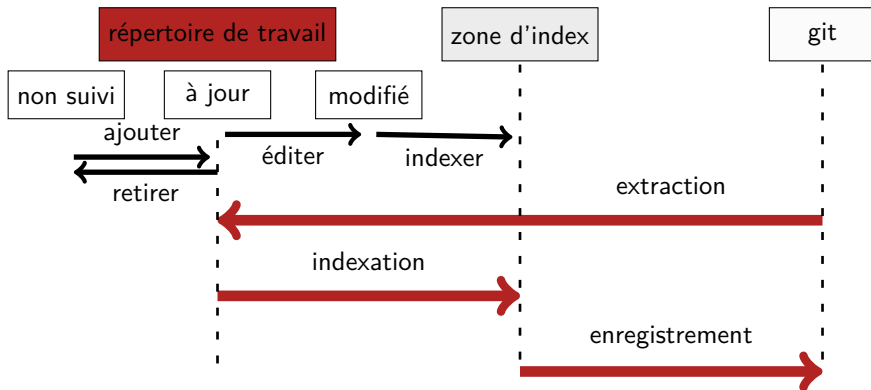 répertoire de travail
zone d'index
git
non suivi
à jour
modifié
ajouter
éditer
indexer
retirer
extraction
indexation
enregistrement